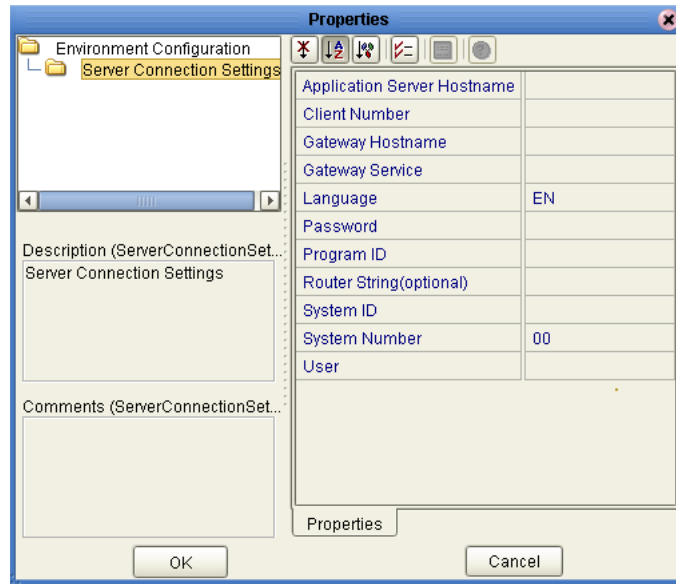 Properties
Environment Configuration
Server Connection Settings
Description (ServerConnectionSet...
Server Connection Settings
Comments (ServerConnectionSet...
Application Server Hostname
Client Number
Gateway Hostname
Gateway Service
Language EN
Password
Program ID
Router String(optional)
System ID
System Number 00
User
Properties
OK
Cancel